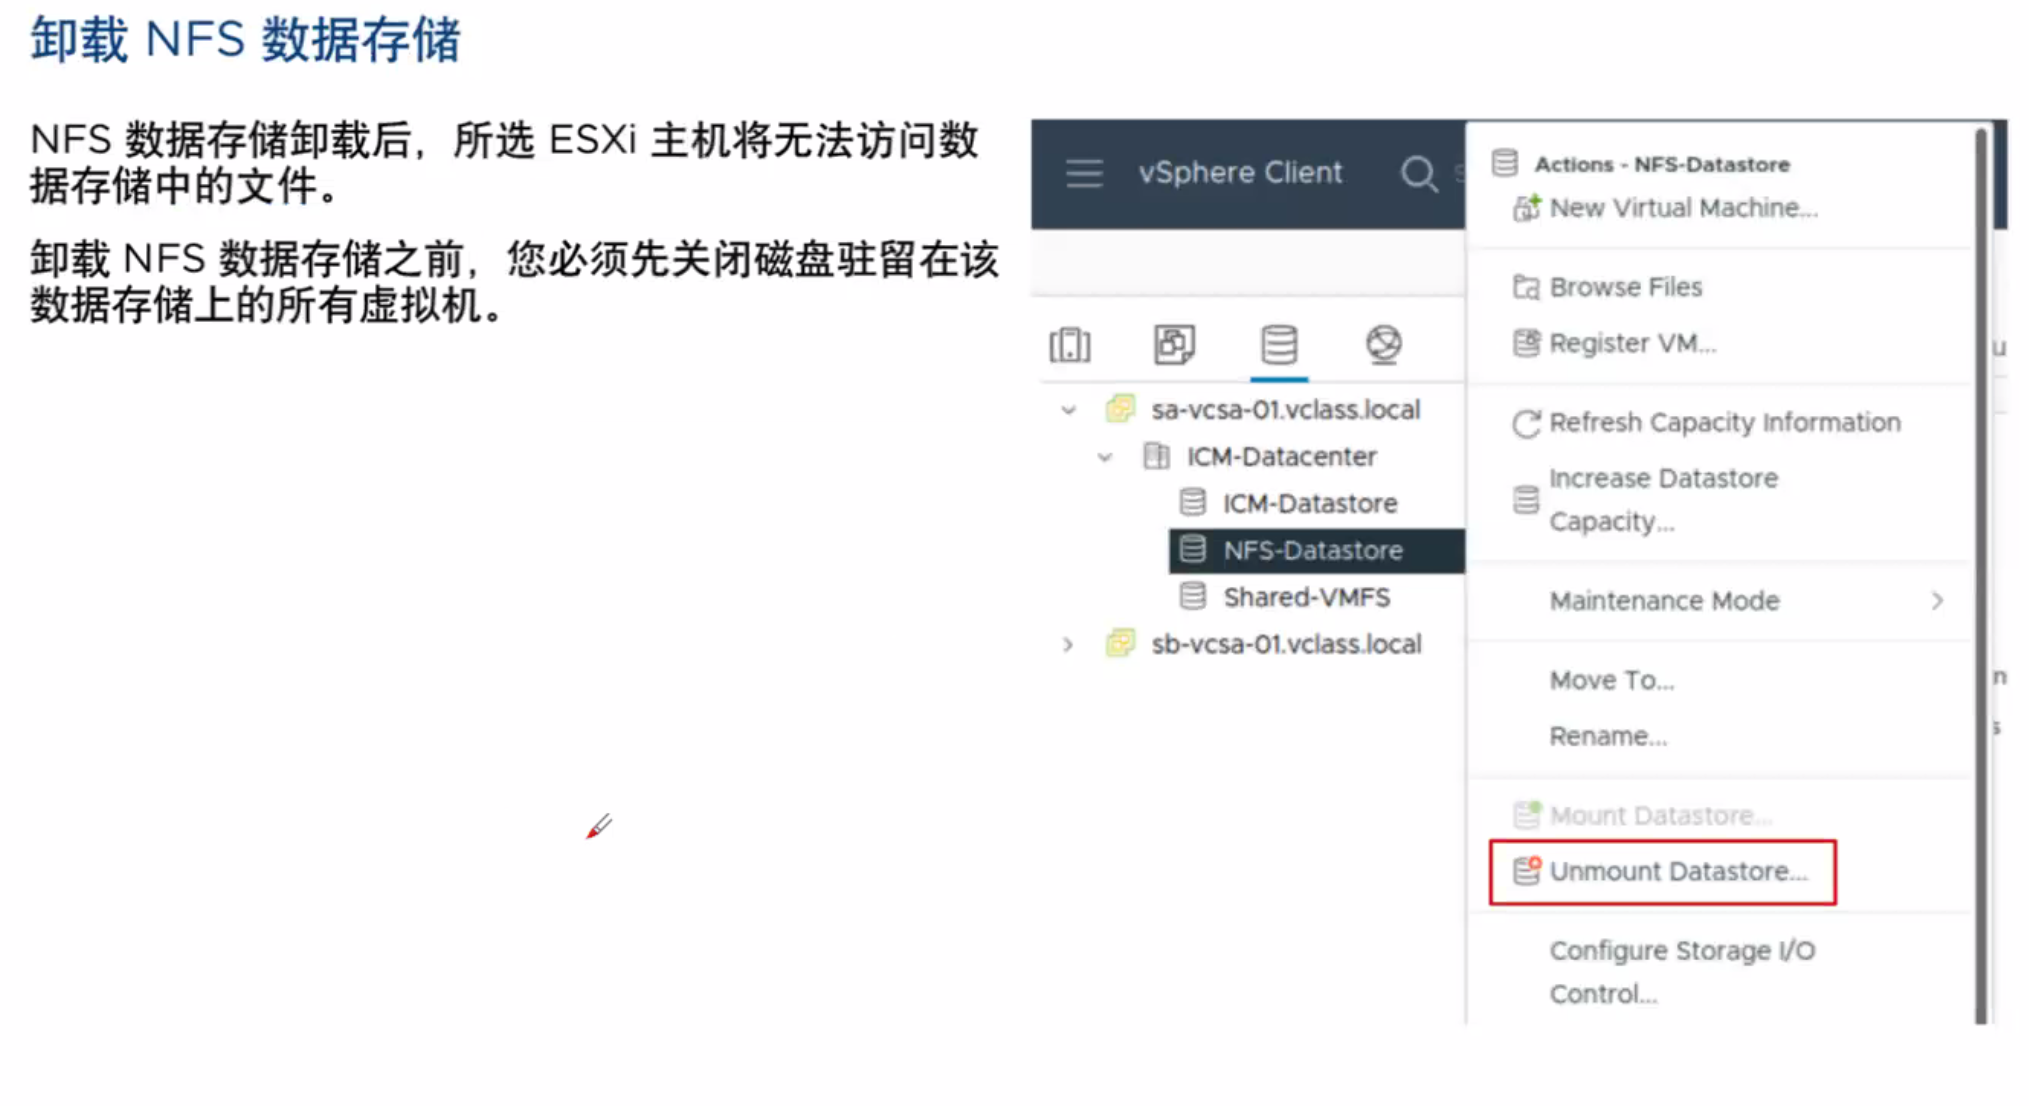 卸载 NFS 数据存储
NFS 数据存储卸载后，所选 ESXi 主机将无法访问数
据存储中的文件。
卸载 NFS 数据存储之前，您必须先关闭磁盘驻留在该
数据存储上的所有虚拟机。
vSphere Client
sa-vcsa-01.vclass.local
ICM-Datacenter
ICM-Datastore
NFS-Datastore
Shared-VMFS
sb-vcsa-01.vclass.local
Actions - NFS-Datastore
New Virtual Machine...
Browse Files
Register VM...
Refresh Capacity Information
Increase Datastore
Capacity...
Maintenance Mode
Move To...
Rename...
Mount Datastore...
Unmount Datastore...
Configure Storage I/O
Control...